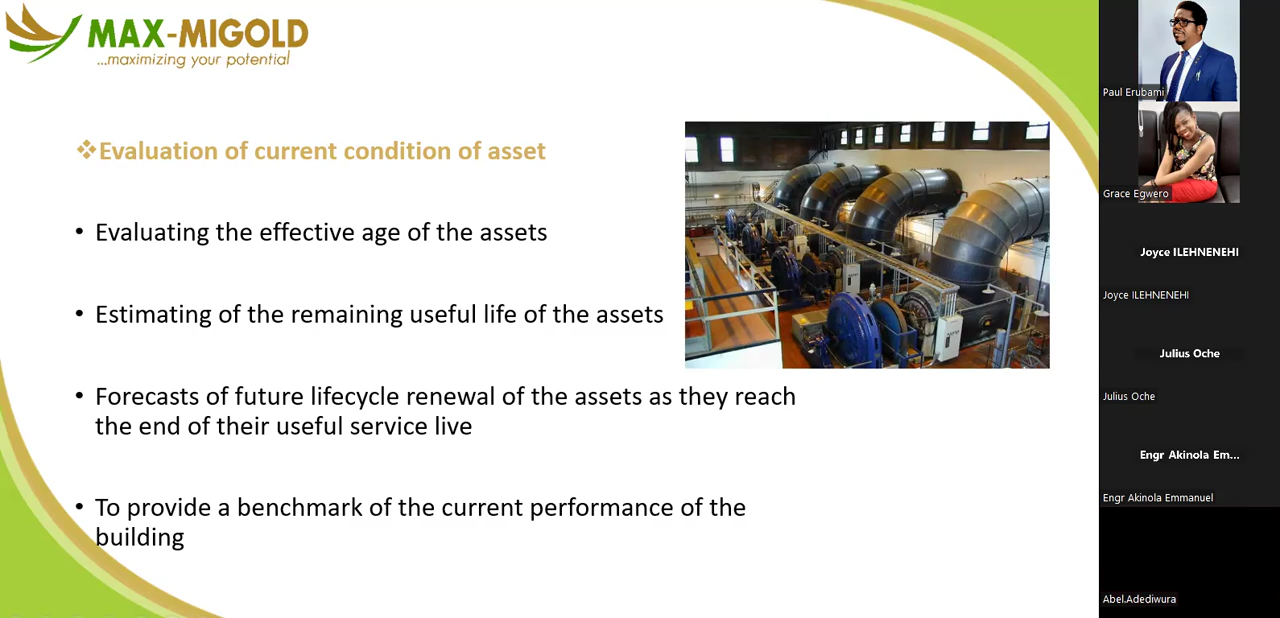 MAX-MIGOLD
...maximizing your potential
❖Evaluation of current condition of asset
• Evaluating the effective age of the assets
• Estimating of the remaining useful life of the assets
• Forecasts of future lifecycle renewal of the assets as they reach
the end of their useful service live
• To provide a benchmark of the current performance of the
building
Paul Erubami
Grace Egwero
Joyce ILEHNENEHI
Joyce ILEHNENEHI
Julius Oche
Julius Oche
Engr Akinola Em...
Engr Akinola Emmanuel
Abel.Adediwura